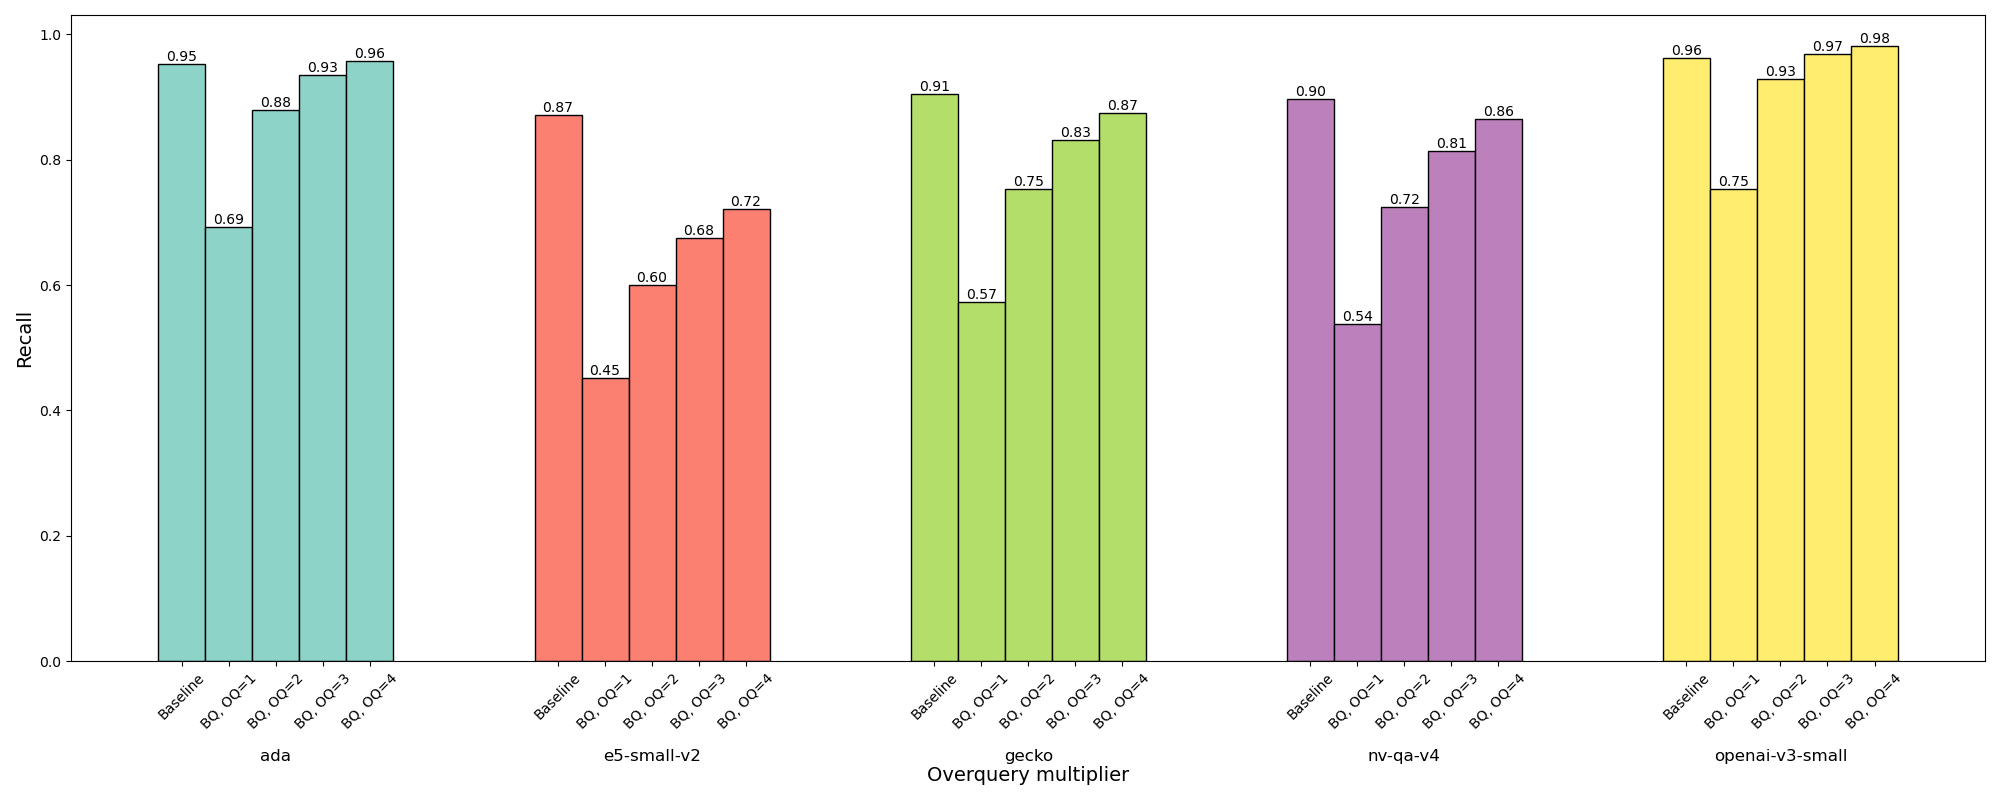 Recall
1.0
0.8
0.6
0.4
0.2
0.0
0.95
0.69
0.88
0.93
0.96
0.87
0.45
0.60
0.68
0.72
0.91
0.57
0.75
0.83
0.87
0.90
0.54
0.72
0.81
0.86
0.96
0.75
0.93
0.97
0.98
Baseline
BQ, OQ=1
BQ, OQ=2
BQ, OQ=3
BQ, OQ=4
Baseline
BQ, OQ=1
BQ, OQ=2
BQ, OQ=3
BQ, OQ=4
Baseline
BQ, OQ=1
BQ, OQ=2
BQ, OQ=3
BQ, OQ=4
Baseline
BQ, OQ=1
BQ, OQ=2
BQ, OQ=3
BQ, OQ=4
Baseline
BQ, OQ=1
BQ, OQ=2
BQ, OQ=3
BQ, OQ=4
ada
e5-small-v2
gecko
nv-qa-v4
openai-v3-small
Overquery multiplier